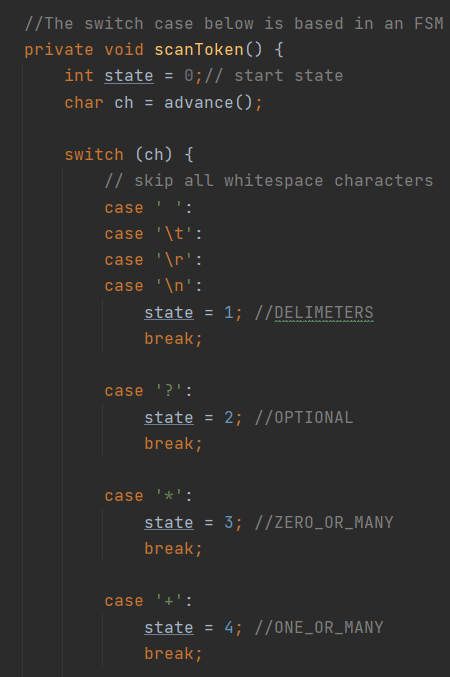 //The switch case below is based in an FSM
private void scanToken() {
int state = 0;// start state
char ch = advance();
switch (ch) {
// skip all whitespace characters
case ' ':
case '\t':
case '\r':
case '\n':
state = 1; //DELIMETERS
break;
case '?':
state = 2; //OPTIONAL
break;
case '*':
state = 3; //ZERO_OR_MANY
break;
case '+':
state = 4; //ONE_OR_MANY
break;